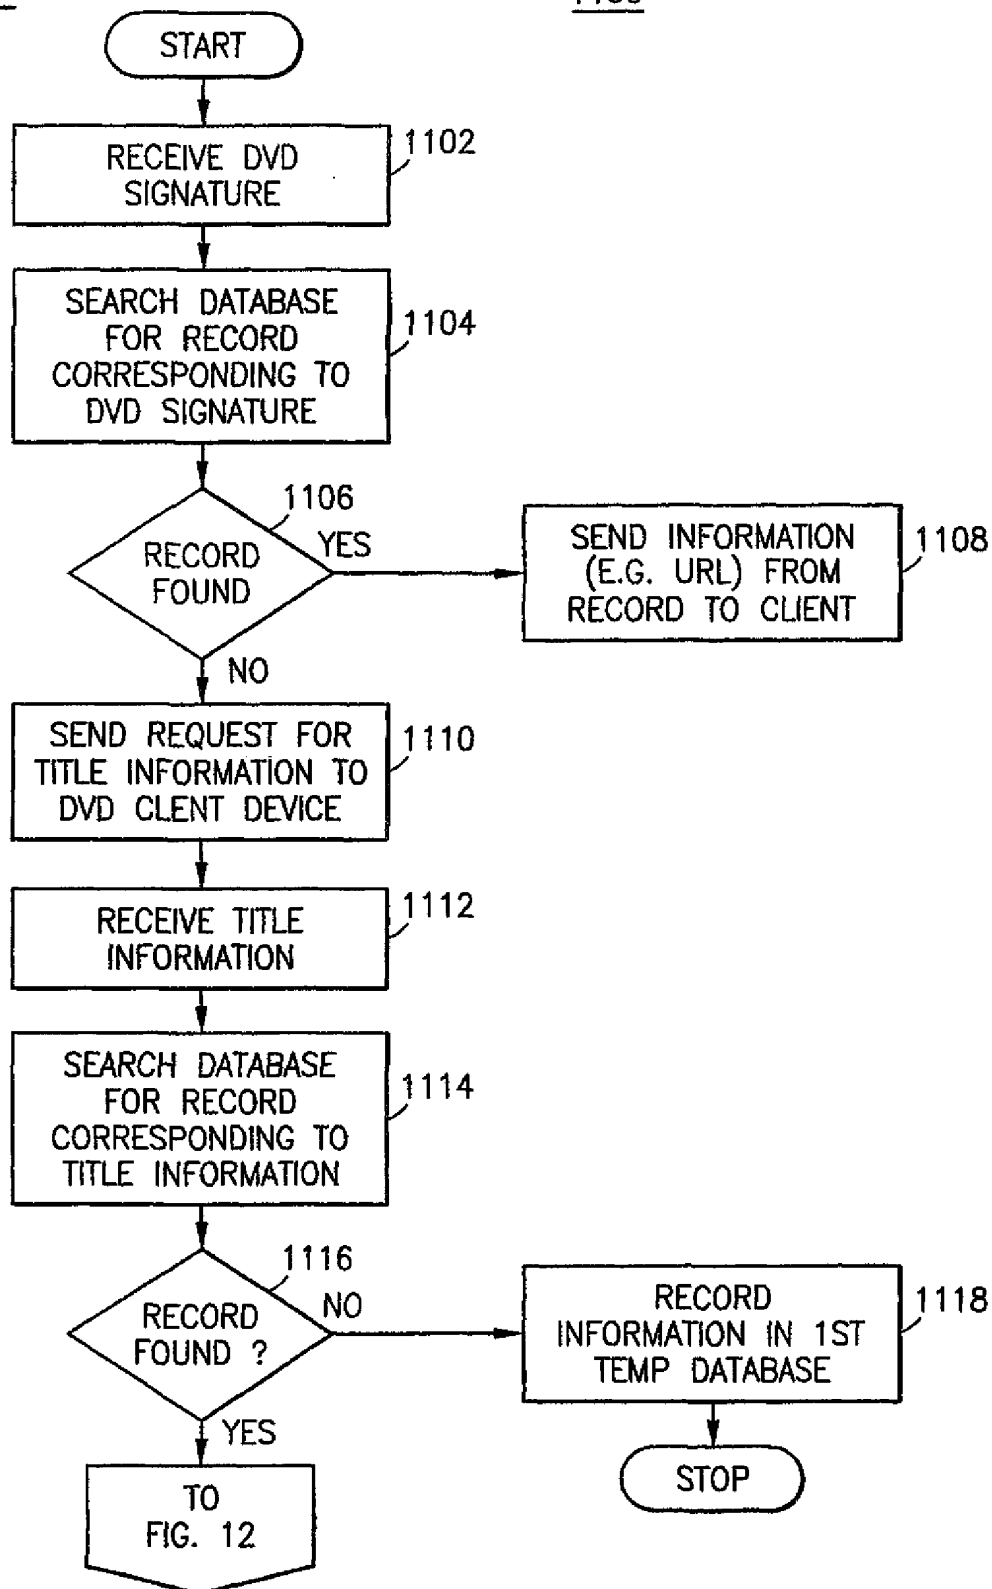 START
RECEIVE DVD
SIGNATURE
1102
SEARCH DATABASE
FOR RECORD
CORRESPONDING TO
DVD SIGNATURE
1104
1106
RECORD
FOUND
YES
SEND INFORMATION
(E.G. URL) FROM
RECORD TO CLIENT
1108
NO
SEND REQUEST FOR
TITLE INFORMATION TO
DVD CLENT DEVICE
1110
RECEIVE TITLE
INFORMATION
1112
SEARCH DATABASE
FOR RECORD
CORRESPONDING TO
TITLE INFORMATION
1114
1116
RECORD
FOUND ?
NO
RECORD
INFORMATION IN 1ST
TEMP DATABASE
1118
YES
STOP
TO
FIG. 12